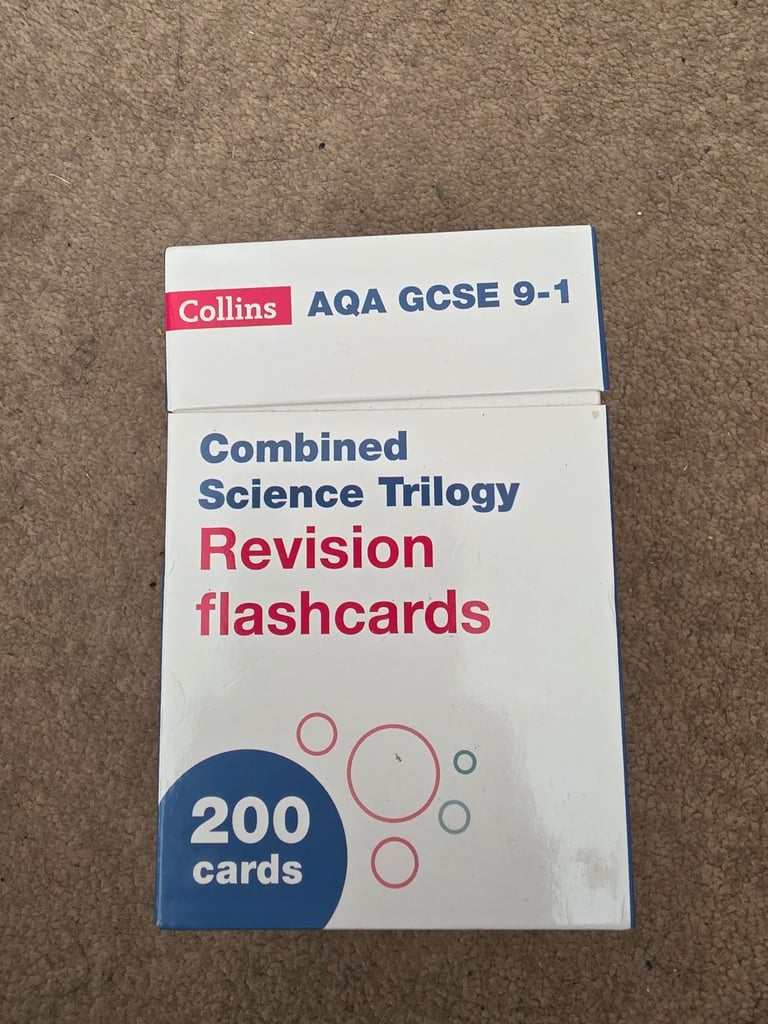 Collins AQA GCSE 9-1
Combined
Science Trilogy
Revision
flashcards
200
cards